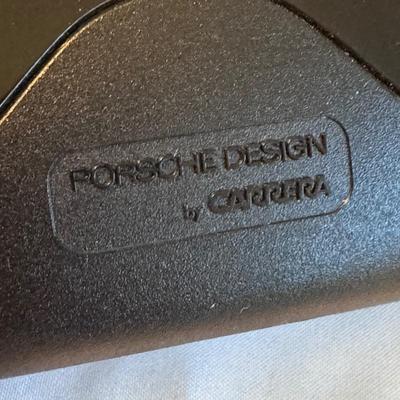 PORSCHE DESIGN
by CARRERA